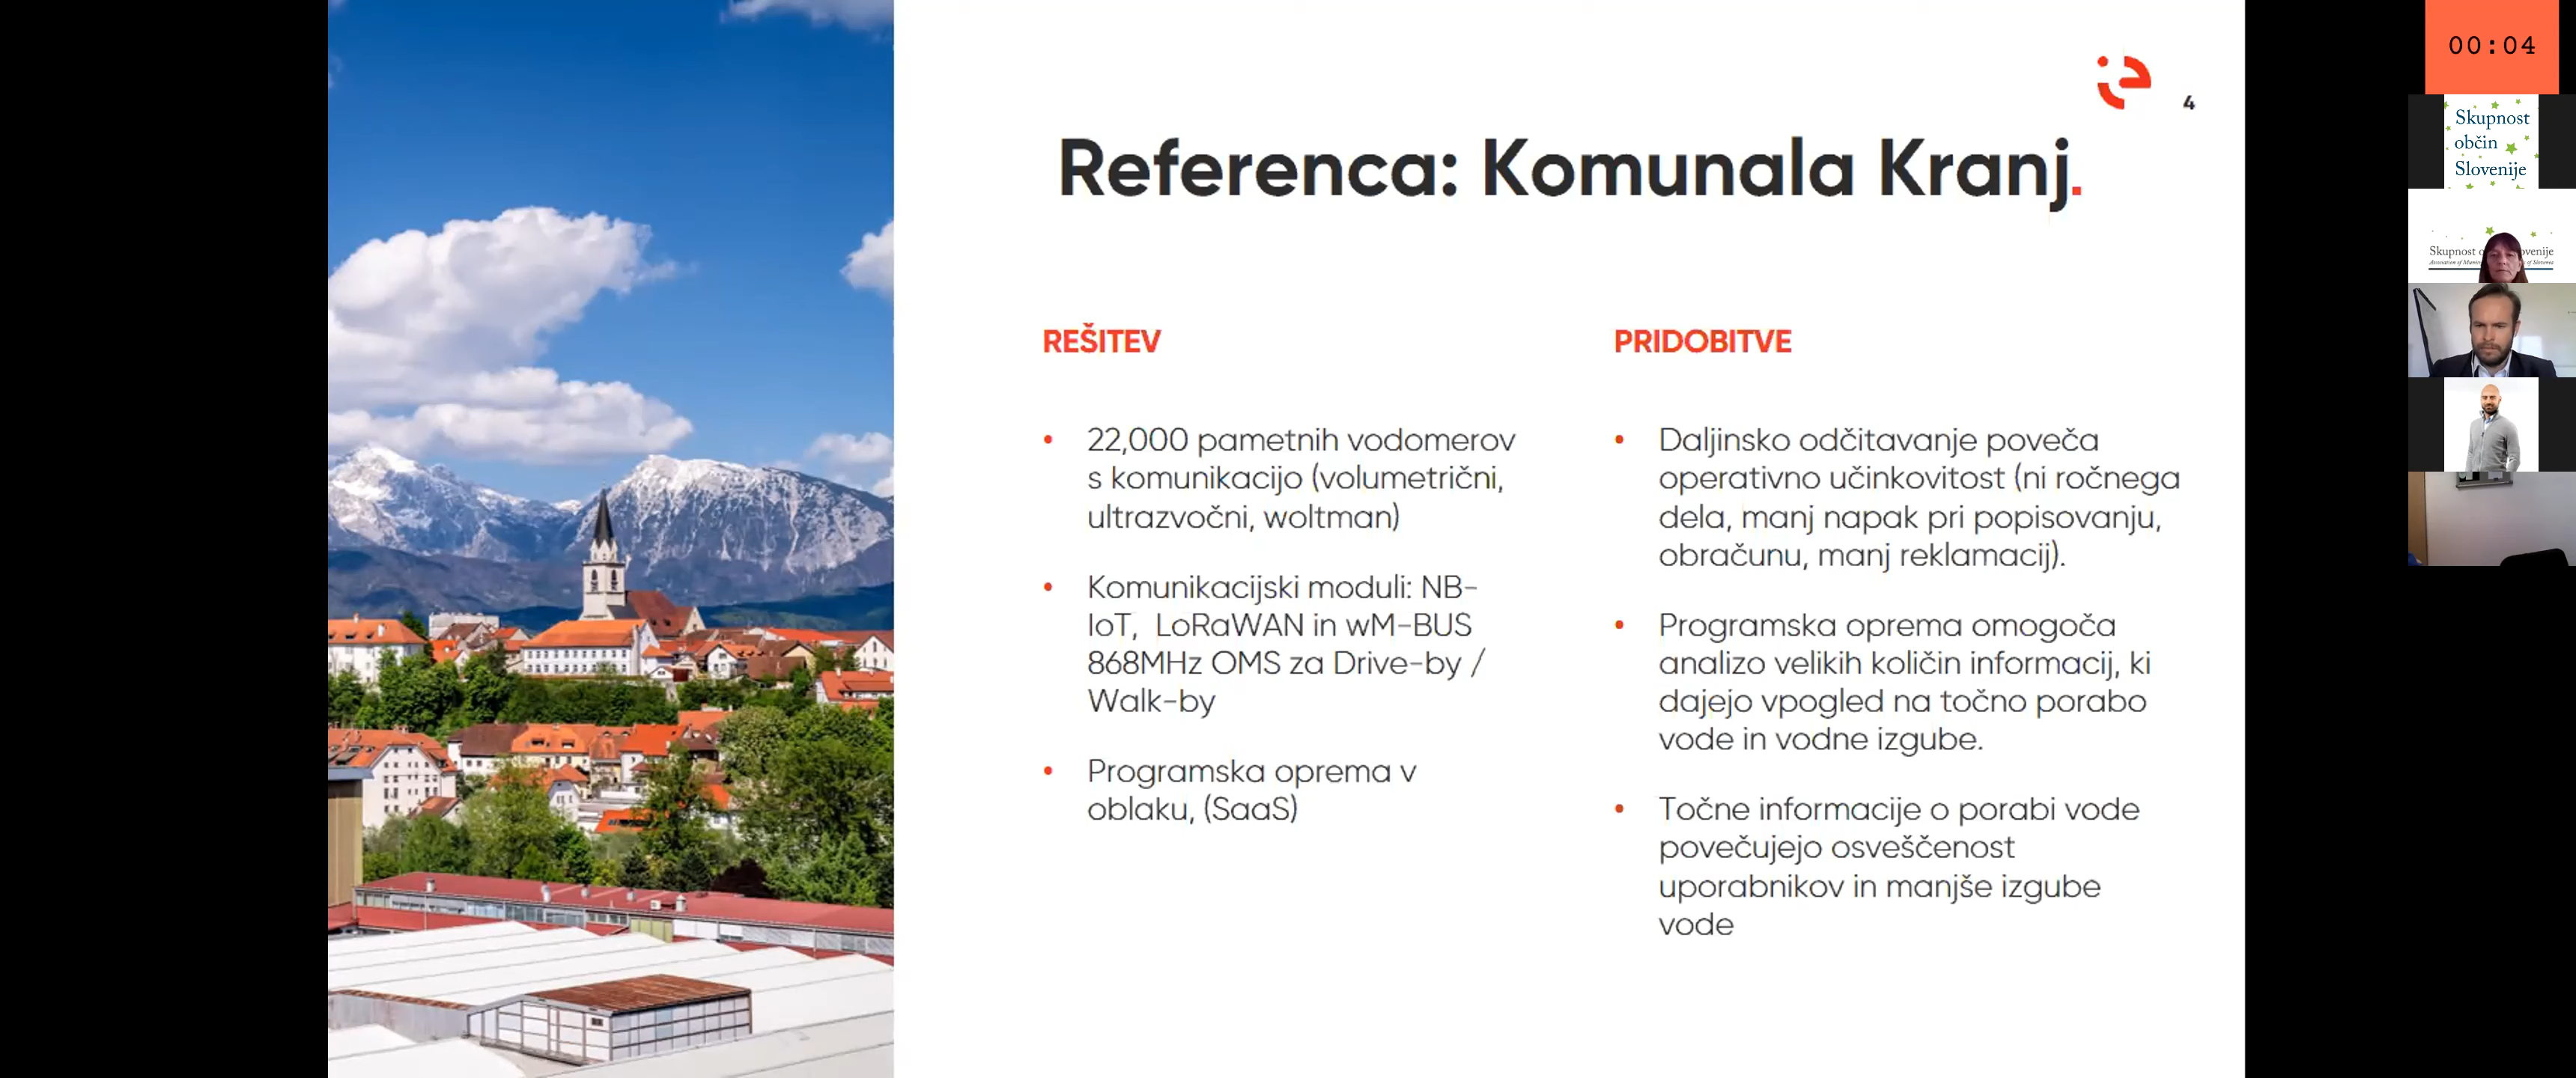 4
Referenca: Komunala Kranj.
REŠITEV
• 22,000 pametnih vodomerov
s komunikacijo (volumetrični,
ultrazvočni, woltman)
• Komunikacijski moduli: NB-
IoT,  LoRaWAN in wM-BUS
868MHz OMS za Drive-by /
Walk-by
• Programska oprema v
oblaku, (SaaS)
PRIDOBITVE
• Daljinsko odčitavanje poveča
operativno učinkovitost (ni ročnega
dela, manj napak pri popisovanju,
obračunu, manj reklamacij).
• Programska oprema omogoča
analizo velikih količin informacij, ki
dajejo vpogled na točno porabo
vode in vodne izgube.
• Točne informacije o porabi vode
povečujejo osveščenost
uporabnikov in manjše izgube
vode
00:04
Skupnost
občin
Slovenije
Skupnost